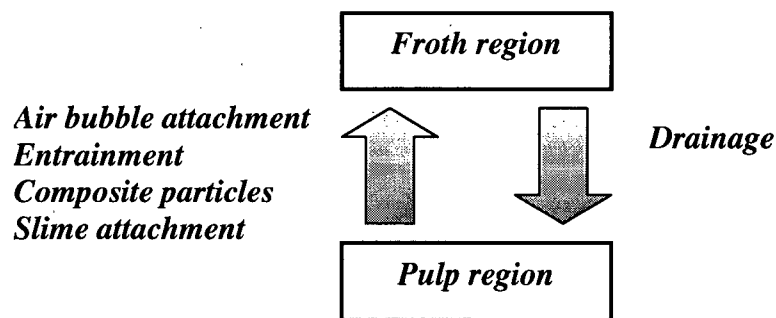 Froth region
Air bubble attachment
Entrainment
Composite particles
Slime attachment
Drainage
Pulp region